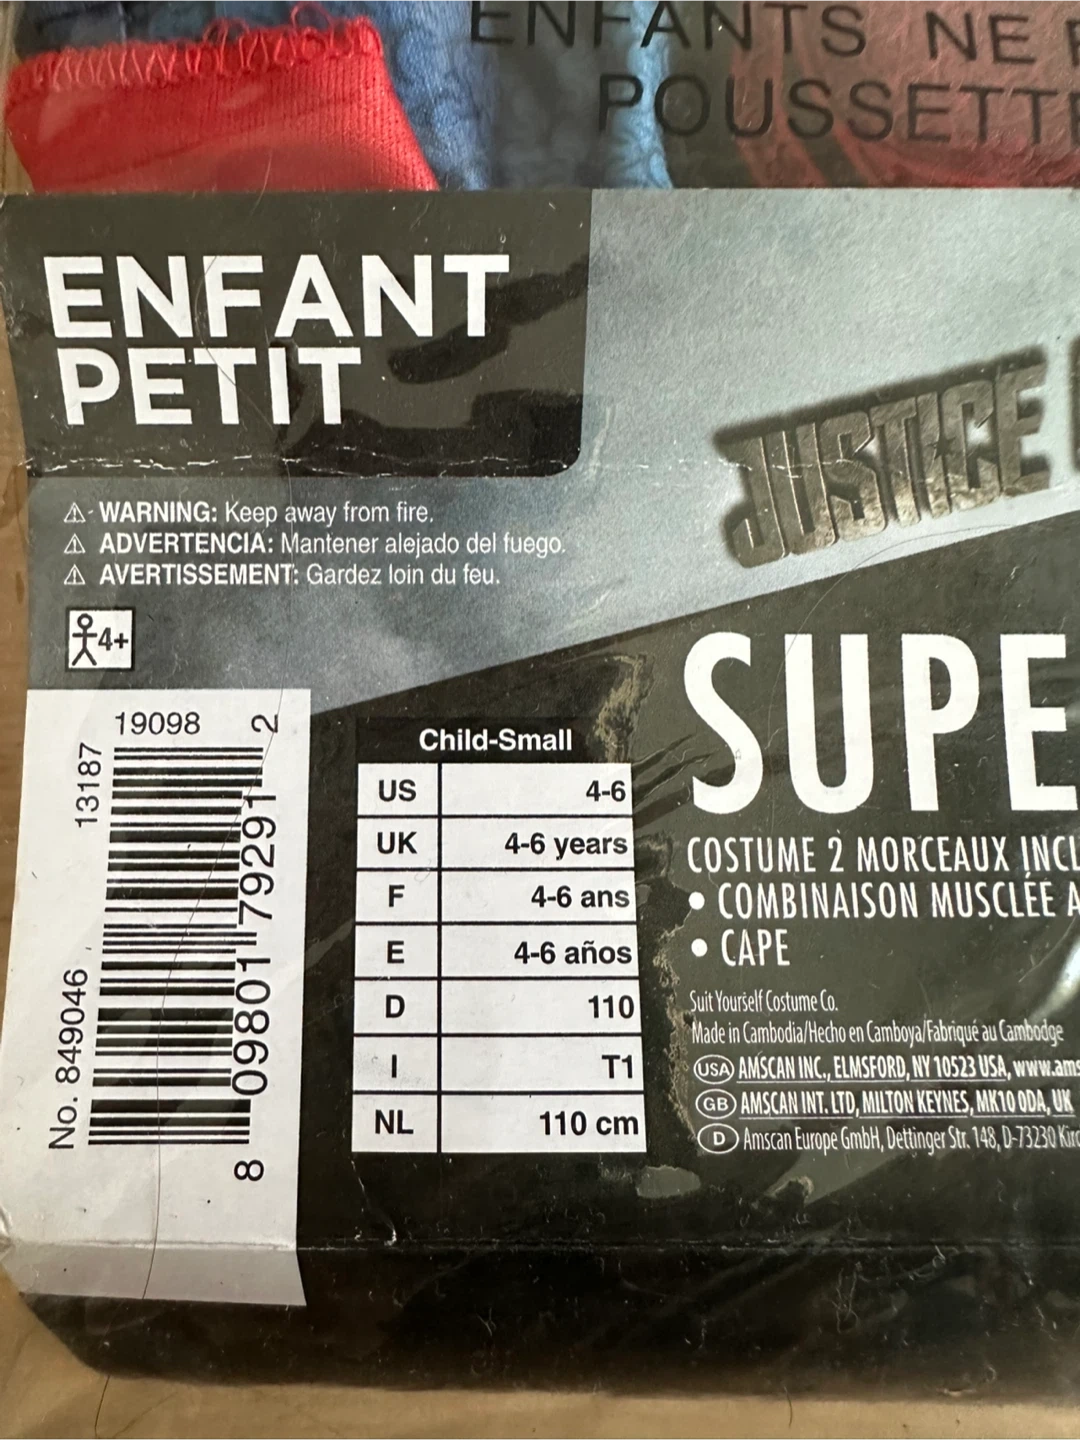 ENFANTS NE
POUSSETTE
ENFANT
PETIT
⚠ WARNING: Keep away from fire.
⚠ ADVERTENCIA: Mantener alejado del fuego.
⚠ AVERTISSEMENT: Gardez loin du feu.
4+
JUSTICE
19098 2
13187
8 09801 79291
No. 849046
Child-Small
US 4-6
UK 4-6 years
F 4-6 ans
E 4-6 años
D 110
I T1
NL 110 cm
SUPE
COSTUME 2 MORCEAUX INCL
• COMBINAISON MUSCLÉE A
• CAPE
Suit Yourself Costume Co.
Made in Cambodia/Hecho en Camboya/Fabriqué au Cambodge
USA AMSCAN INC., ELMSFORD, NY 10523 USA, www.ams
GB AMSCAN INT. LTD, MILTON KEYNES, MK10 0DA, UK
D Amscan Europe GmbH, Dettinger Str. 148, D-73230 Kirc